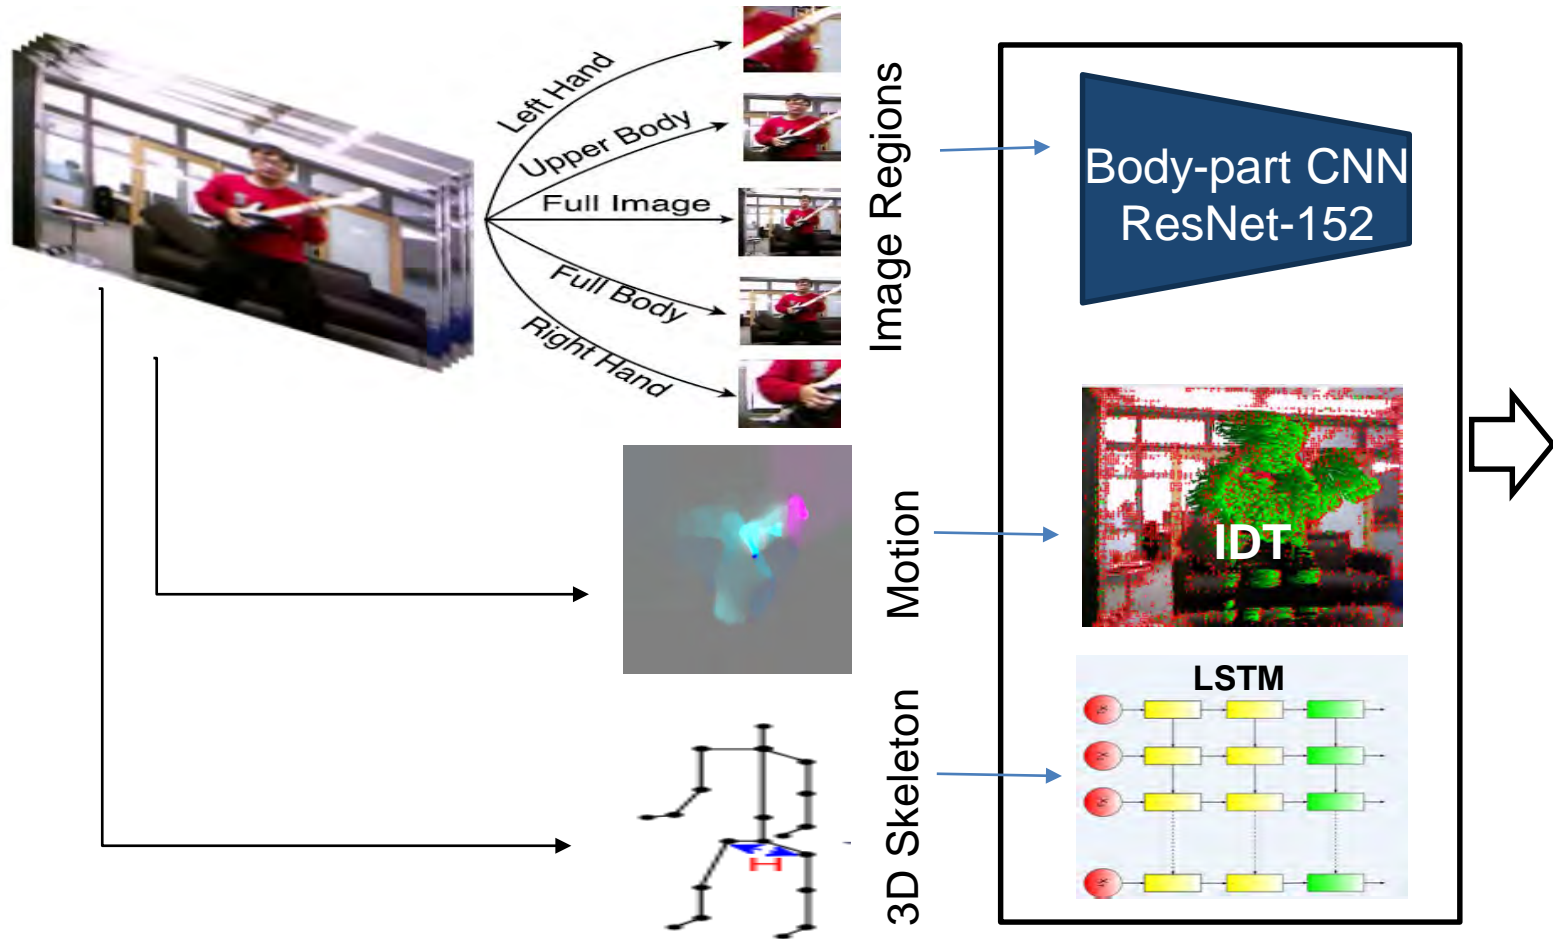 Left Hand
Upper Body
Full Image
Full Body
Right Hand
Image Regions
Body-part CNN
ResNet-152
Motion
IDT
3D Skeleton
LSTM